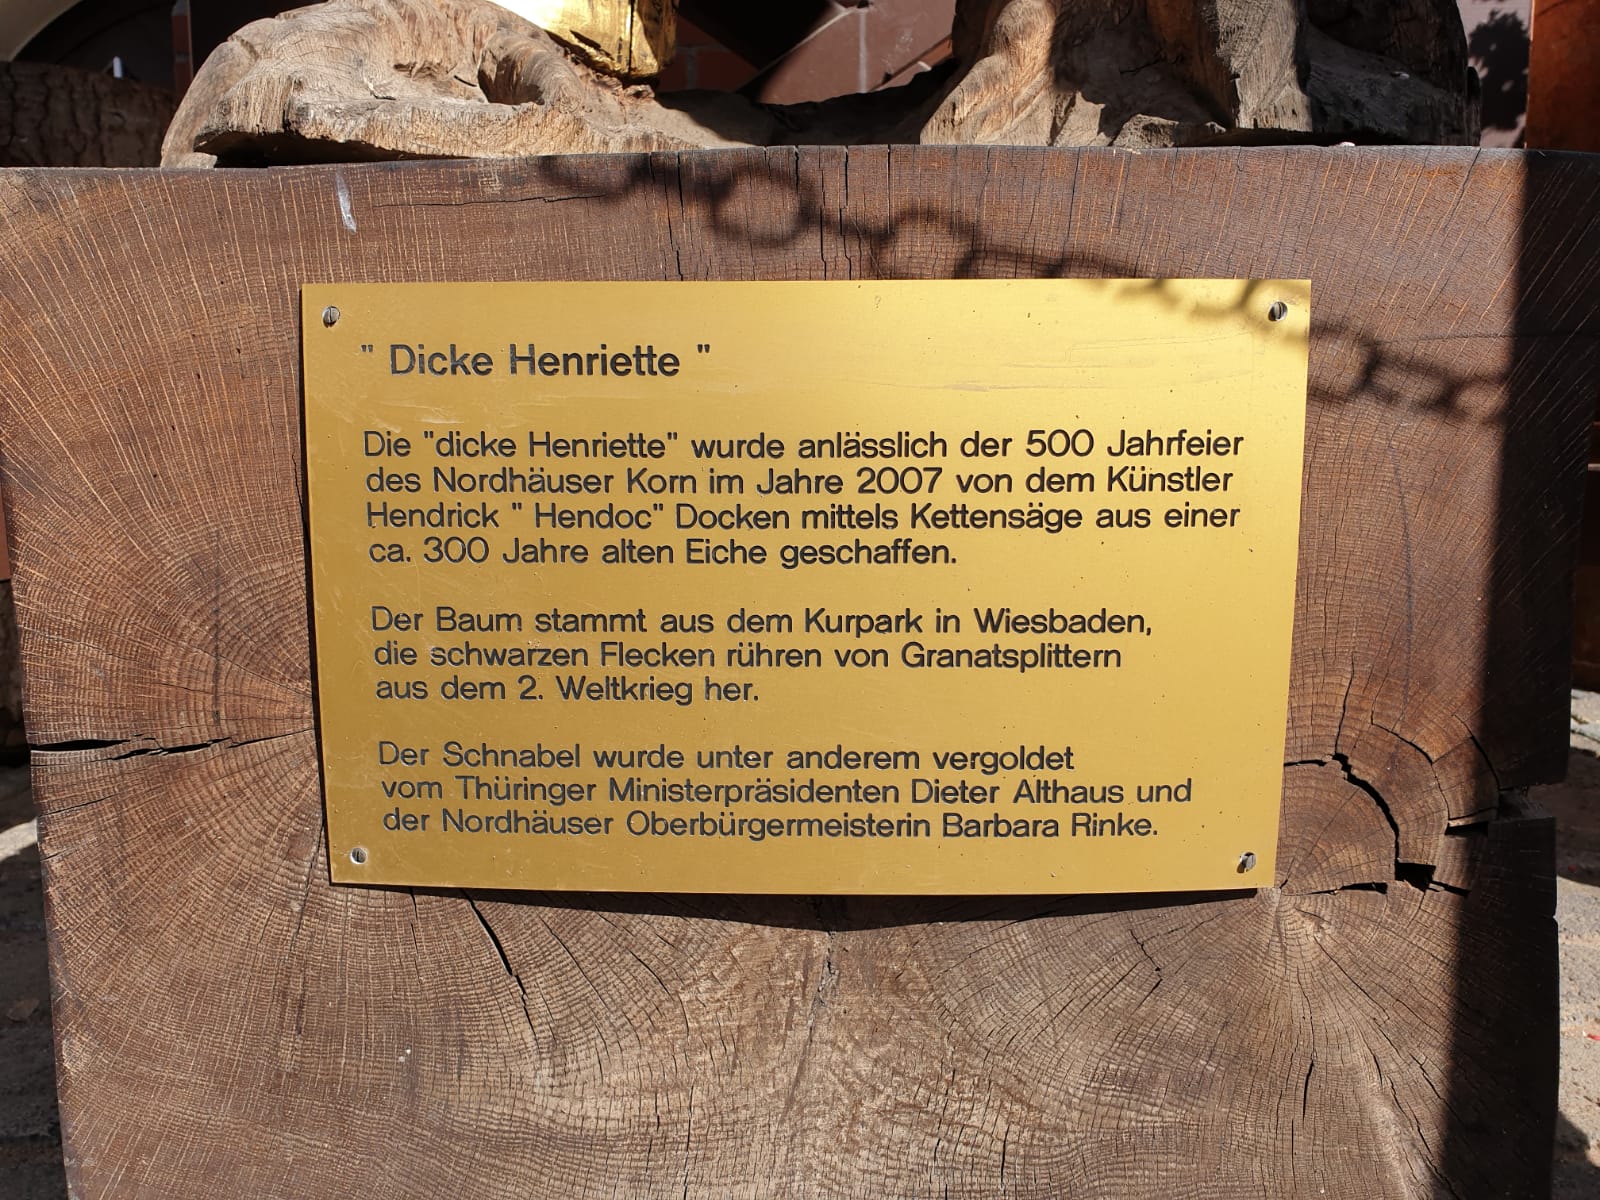 " Dicke Henriette "
Die "dicke Henriette" wurde anlässlich der 500 Jahrfeier
des Nordhäuser Korn im Jahre 2007 von dem Künstler
Hendrick " Hendoc" Docken mittels Kettensäge aus einer
ca. 300 Jahre alten Eiche geschaffen.
Der Baum stammt aus dem Kurpark in Wiesbaden,
die schwarzen Flecken rühren von Granatsplittern
aus dem 2. Weltkrieg her.
Der Schnabel wurde unter anderem vergoldet
vom Thüringer Ministerpräsidenten Dieter Althaus und
der Nordhäuser Oberbürgermeisterin Barbara Rinke.